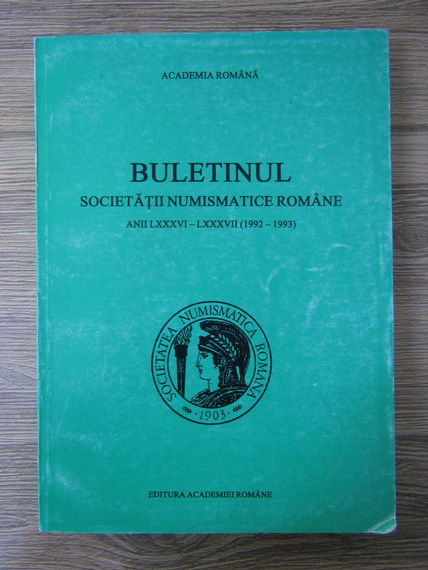 ACADEMIA ROMÂNĂ
BULETINUL
SOCIETĂȚII NUMISMATICE ROMÂNE
ANII LXXXVI – LXXXVII (1992 – 1993)
SOCIETATEA NUMISMATICA ROMANA
· 1903 ·
EDITURA ACADEMIEI ROMÂNE